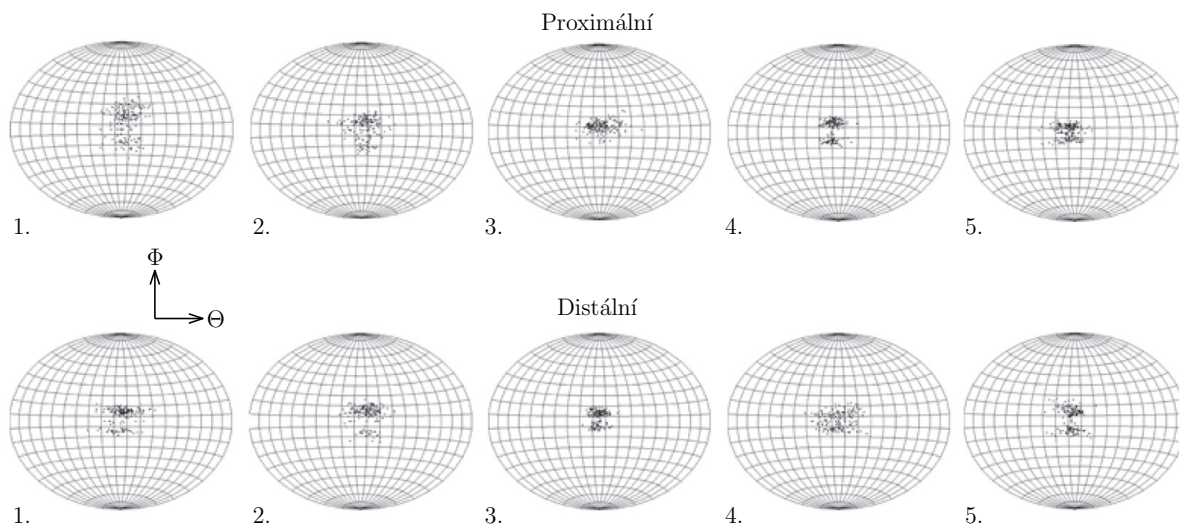 Proximální
1. 2. 3. 4. 5.
Φ
Θ
Distální
1. 2. 3. 4. 5.